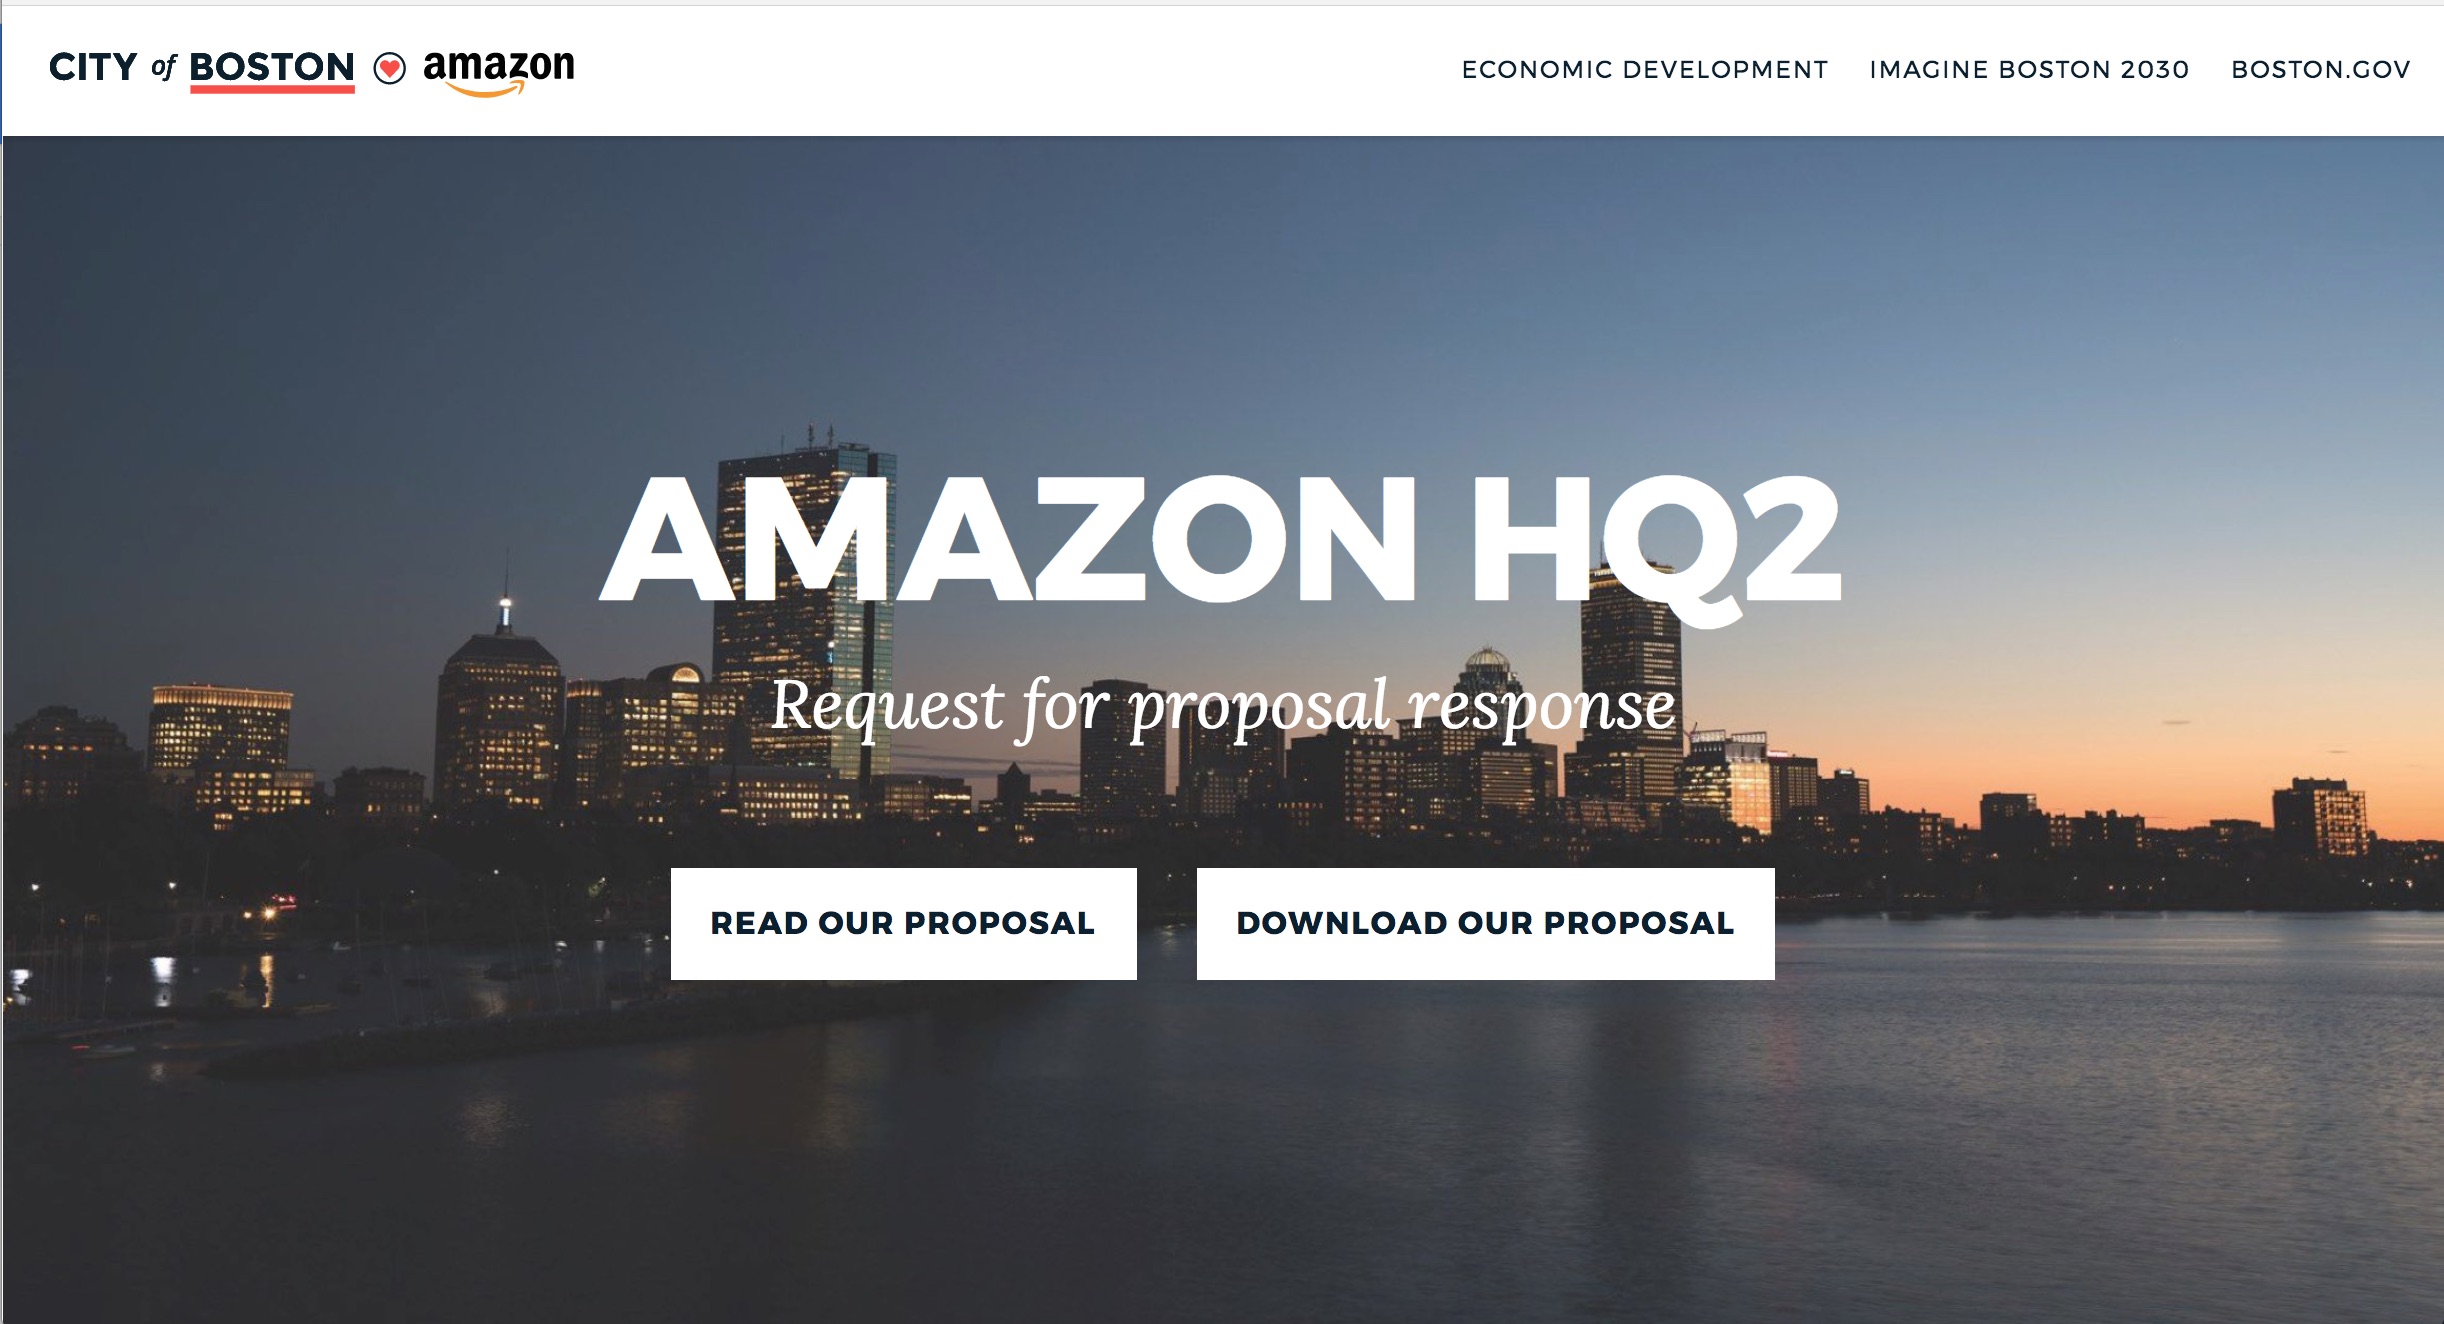 CITY of BOSTON amazon
ECONOMIC DEVELOPMENT IMAGINE BOSTON 2030 BOSTON.GOV
AMAZON HQ2
Request for proposal response
READ OUR PROPOSAL DOWNLOAD OUR PROPOSAL